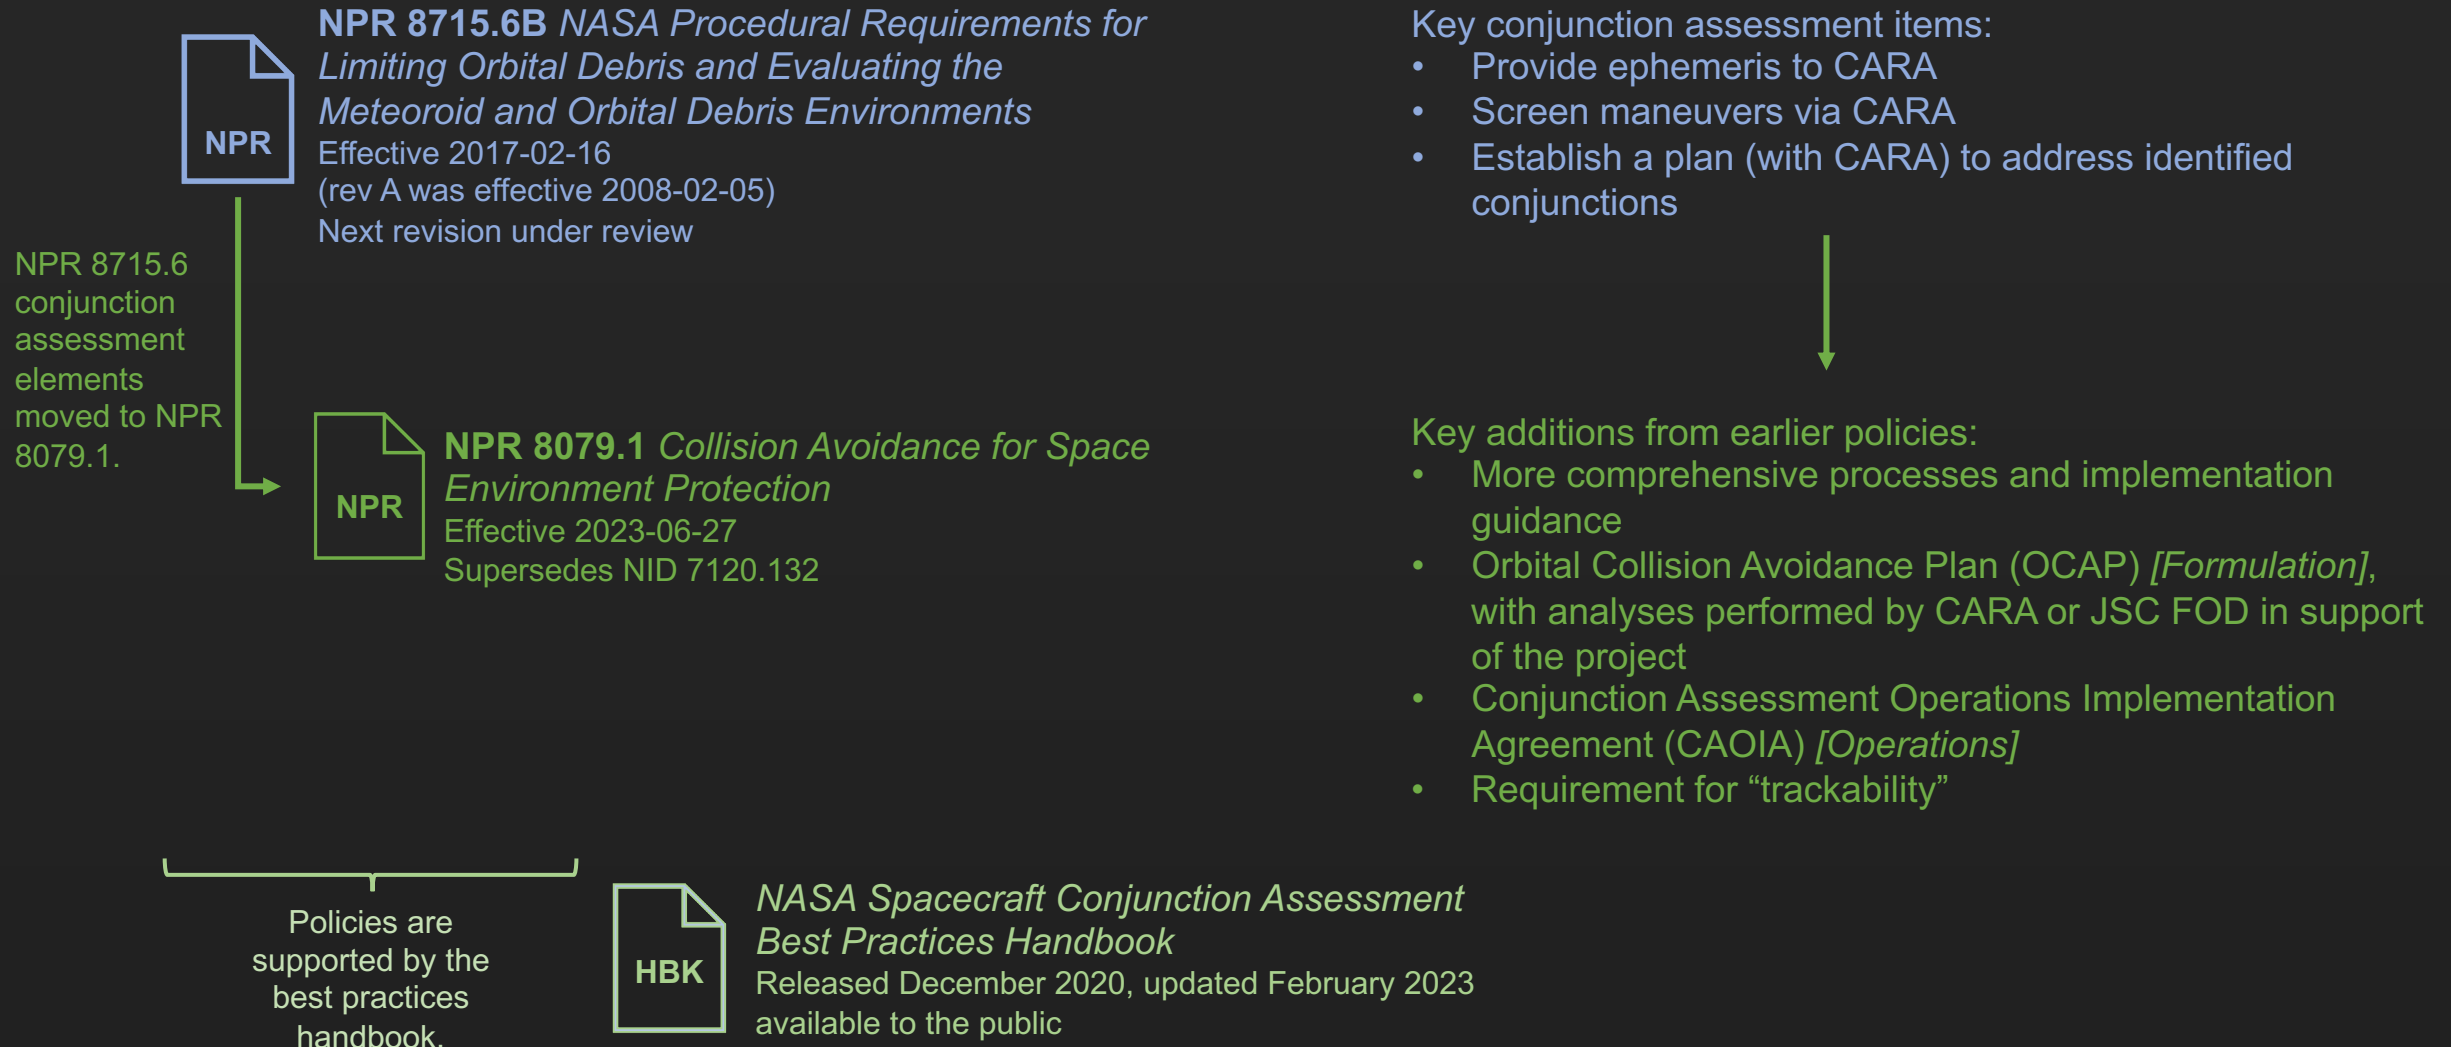 NPR 8715.6B NASA Procedural Requirements for
Limiting Orbital Debris and Evaluating the
Meteoroid and Orbital Debris Environments
Effective 2017-02-16
(rev A was effective 2008-02-05)
Next revision under review
NPR
Key conjunction assessment items:
• Provide ephemeris to CARA
• Screen maneuvers via CARA
• Establish a plan (with CARA) to address identified
conjunctions
NPR 8715.6
conjunction
assessment
elements
moved to NPR
8079.1.
NPR
NPR 8079.1 Collision Avoidance for Space
Environment Protection
Effective 2023-06-27
Supersedes NID 7120.132
Key additions from earlier policies:
• More comprehensive processes and implementation
guidance
• Orbital Collision Avoidance Plan (OCAP) [Formulation],
with analyses performed by CARA or JSC FOD in support
of the project
• Conjunction Assessment Operations Implementation
Agreement (CAOIA) [Operations]
• Requirement for “trackability”
Policies are
supported by the
best practices
handbook.
HBK
NASA Spacecraft Conjunction Assessment
Best Practices Handbook
Released December 2020, updated February 2023
available to the public